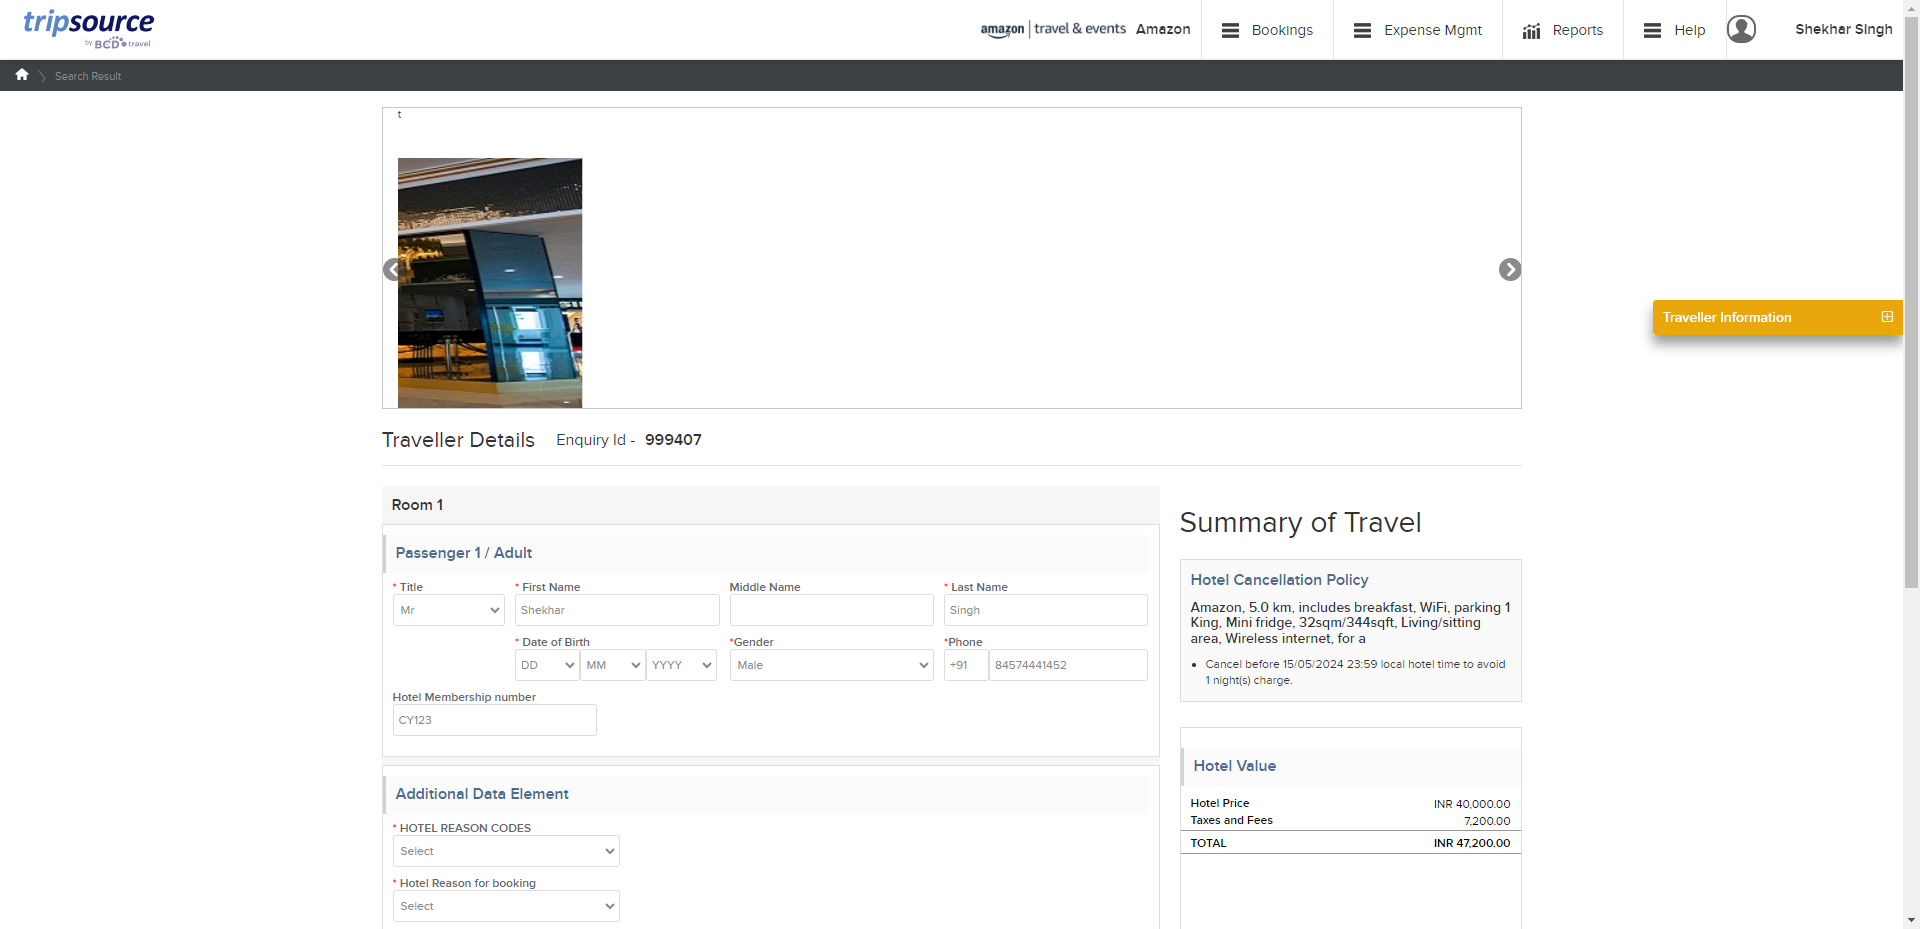 tripsource
by BCD travel
amazon | travel & events Amazon
Bookings
Expense Mgmt
Reports
Help
Shekhar Singh
Search Result
t
Traveller Information
Traveller Details Enquiry Id - 999407
Room 1
Passenger 1 / Adult
* Title * First Name Middle Name * Last Name
Mr Shekhar Singh
* Date of Birth *Gender *Phone
DD MM YYYY Male +91 84574441452
Hotel Membership number
CY123
Additional Data Element
* HOTEL REASON CODES
Select
* Hotel Reason for booking
Select
Summary of Travel
Hotel Cancellation Policy
Amazon, 5.0 km, includes breakfast, WiFi, parking 1
King, Mini fridge, 32sqm/344sqft, Living/sitting
area, Wireless internet, for a
• Cancel before 15/05/2024 23:59 local hotel time to avoid
1 night(s) charge.
Hotel Value
Hotel Price INR 40,000.00
Taxes and Fees 7,200.00
TOTAL INR 47,200.00